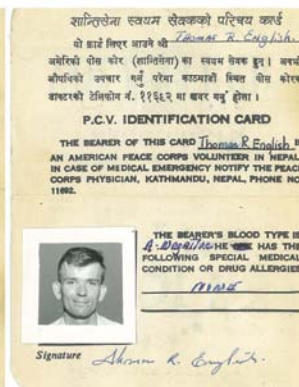 शान्तिसेना स्वयम सेवकको परिचय कार्ड
यो कार्ड लिएर आउने श्री Thomas R. English.
अमेरिकी पीस कोर (शान्तिसेना) का स्वयम सेवक हुन्।
औषधिको उपचार गर्नु परेमा काठमाडौं स्थित पीस कोरका
डाक्टरको टेलिफोन नं. ११६९२ मा खबर गर्नु होला।
P.C.V. IDENTIFICATION CARD
THE BEARER OF THIS CARD Thomas R English IS
AN AMERICAN PEACE CORPS VOLUNTEER IN NEPAL
IN CASE OF MEDICAL EMERGENCY NOTIFY THE PEACE
CORPS PHYSICIAN, KATHMANDU, NEPAL, PHONE NO
11692.
THE BEARER'S BLOOD TYPE IS
A-Negative HE HAS THE
FOLLOWING SPECIAL MEDICAL
CONDITION OR DRUG ALLERGIES
NONE
Signature Thomas R. English.